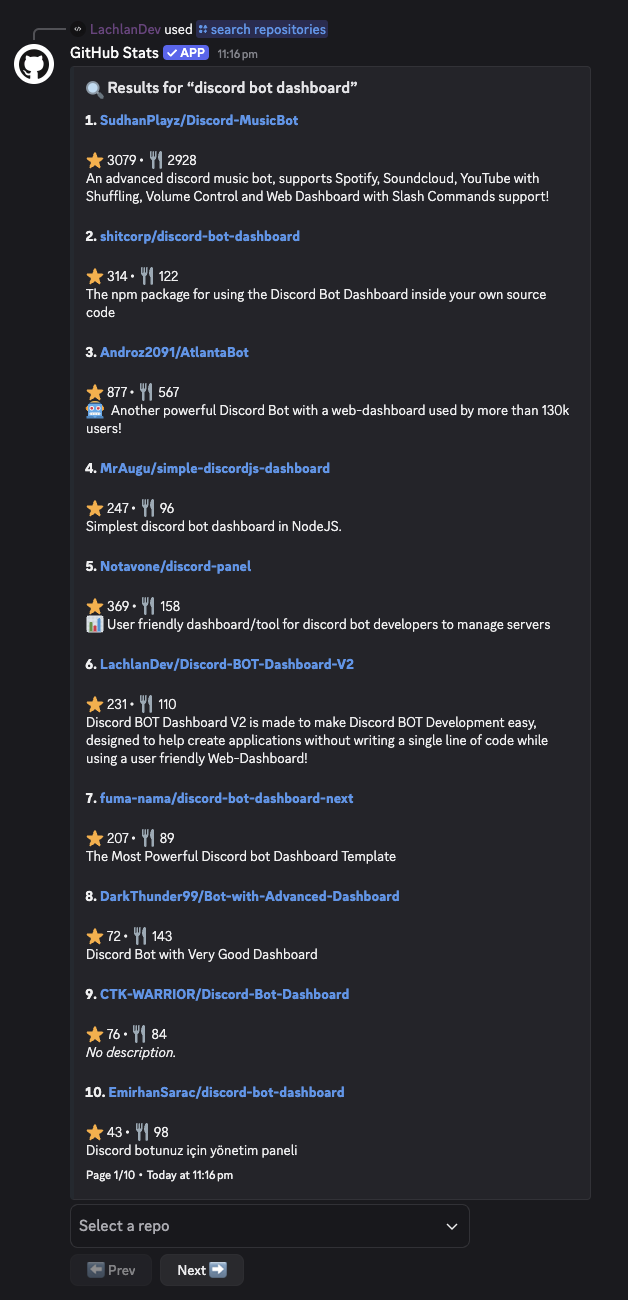 LachlanDev used search repositories
GitHub Stats ✓ APP 11:16 pm
🔍 Results for “discord bot dashboard”
1. SudhanPlayz/Discord-MusicBot
⭐ 3079 • 🍴 2928
An advanced discord music bot, supports Spotify, Soundcloud, YouTube with
Shuffling, Volume Control and Web Dashboard with Slash Commands support!
2. shitcorp/discord-bot-dashboard
⭐ 314 • 🍴 122
The npm package for using the Discord Bot Dashboard inside your own source
code
3. Androz2091/AtlantaBot
⭐ 877 • 🍴 567
🤖 Another powerful Discord Bot with a web-dashboard used by more than 130k
users!
4. MrAugu/simple-discordjs-dashboard
⭐ 247 • 🍴 96
Simplest discord bot dashboard in NodeJS.
5. Notavone/discord-panel
⭐ 369 • 🍴 158
📊 User friendly dashboard/tool for discord bot developers to manage servers
6. LachlanDev/Discord-BOT-Dashboard-V2
⭐ 231 • 🍴 110
Discord BOT Dashboard V2 is made to make Discord BOT Development easy,
designed to help create applications without writing a single line of code while
using a user friendly Web-Dashboard!
7. fuma-nama/discord-bot-dashboard-next
⭐ 207 • 🍴 89
The Most Powerful Discord bot Dashboard Template
8. DarkThunder99/Bot-with-Advanced-Dashboard
⭐ 72 • 🍴 143
Discord Bot with Very Good Dashboard
9. CTK-WARRIOR/Discord-Bot-Dashboard
⭐ 76 • 🍴 84
No description.
10. EmirhanSarac/discord-bot-dashboard
⭐ 43 • 🍴 98
Discord botunuz için yönetim paneli
Page 1/10 • Today at 11:16 pm
Select a repo
⬅️ Prev
Next ➡️